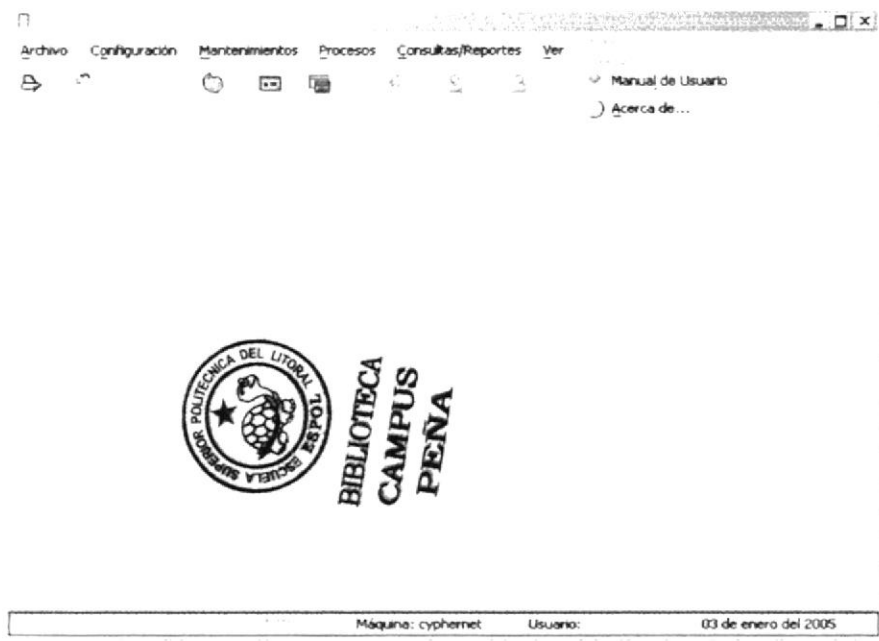 Archivo Configuración Mantenimientos Procesos Consultas/Reportes Ver
Manual de Usuario
Acerca de...
ESCUELA SUPERIOR POLITECNICA DEL LITORAL
ESPOL
BIBLIOTECA
CAMPUS
PEÑA
Máquina: cyphernet Usuario: 03 de enero del 2005